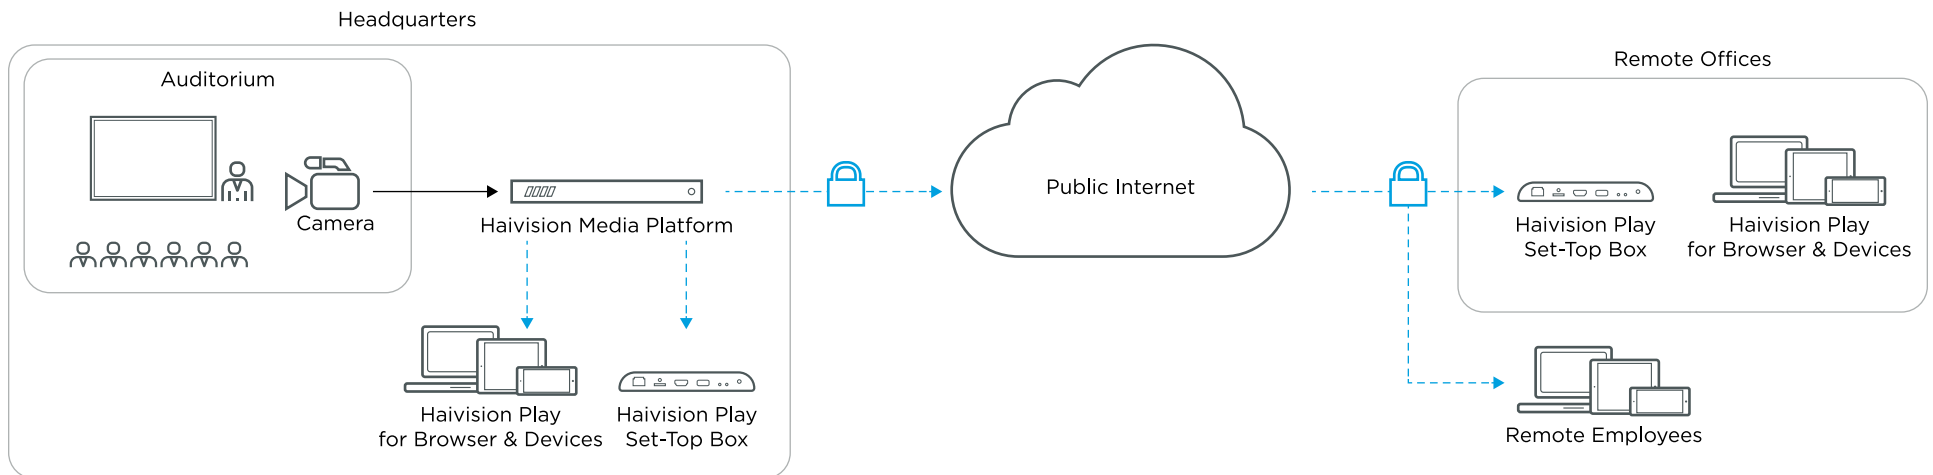 Headquarters
Auditorium
Camera
Haivision Media Platform
Haivision Play
for Browser & Devices
Haivision Play
Set-Top Box
Public Internet
Remote Offices
Haivision Play
Set-Top Box
Haivision Play
for Browser & Devices
Remote Employees